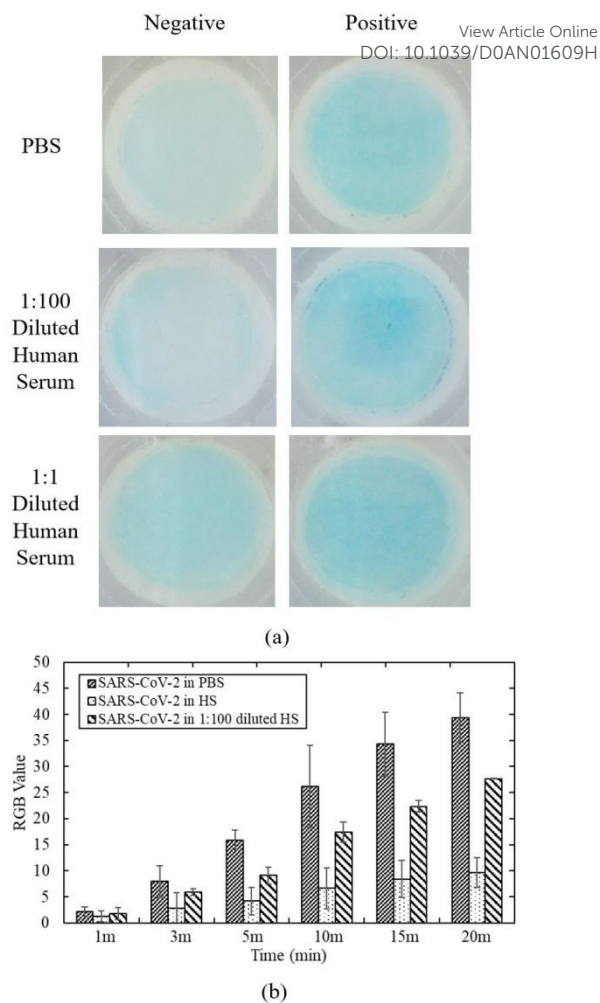 Negative
Positive
View Article Online
DOI: 10.1039/D0AN01609H
PBS
1:100
Diluted
Human
Serum
1:1
Diluted
Human
Serum
(a)
50
45
40
35
30
25
20
15
10
5
0
RGB Value
SARS-CoV-2 in PBS
SARS-CoV-2 in HS
SARS-CoV-2 in 1:100 diluted HS
1m 3m 5m 10m 15m 20m
Time (min)
(b)